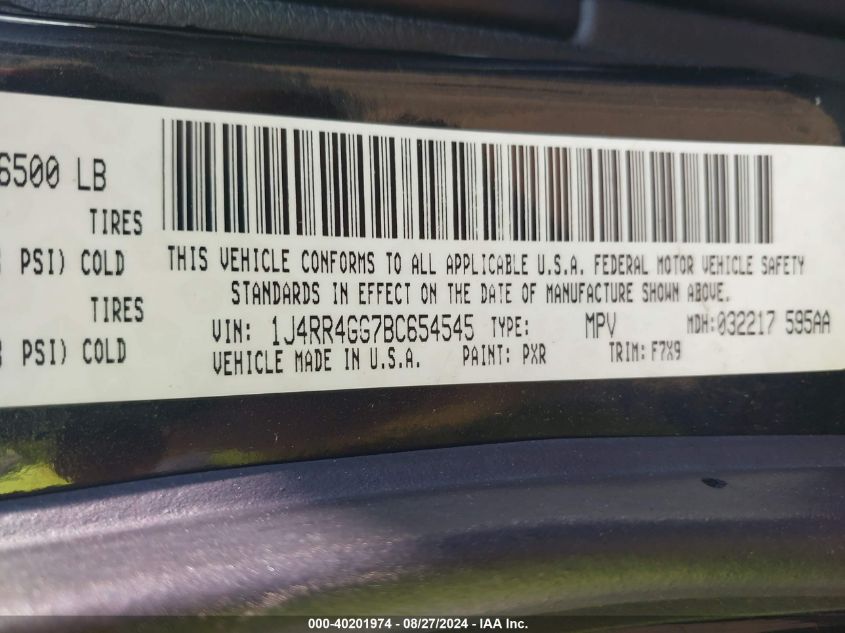 6500 LB
TIRES
PSI) COLD
TIRES
PSI) COLD
THIS VEHICLE CONFORMS TO ALL APPLICABLE U.S.A. FEDERAL MOTOR VEHICLE SAFETY
STANDARDS IN EFFECT ON THE DATE OF MANUFACTURE SHOWN ABOVE.
VIN: 1J4RR4GG7BC654545 TYPE: MPV MDH:032217 595AA
VEHICLE MADE IN U.S.A. PAINT: PXR TRIM: F7X9
000-40201974 | 08/27/2024 - IAA Inc.